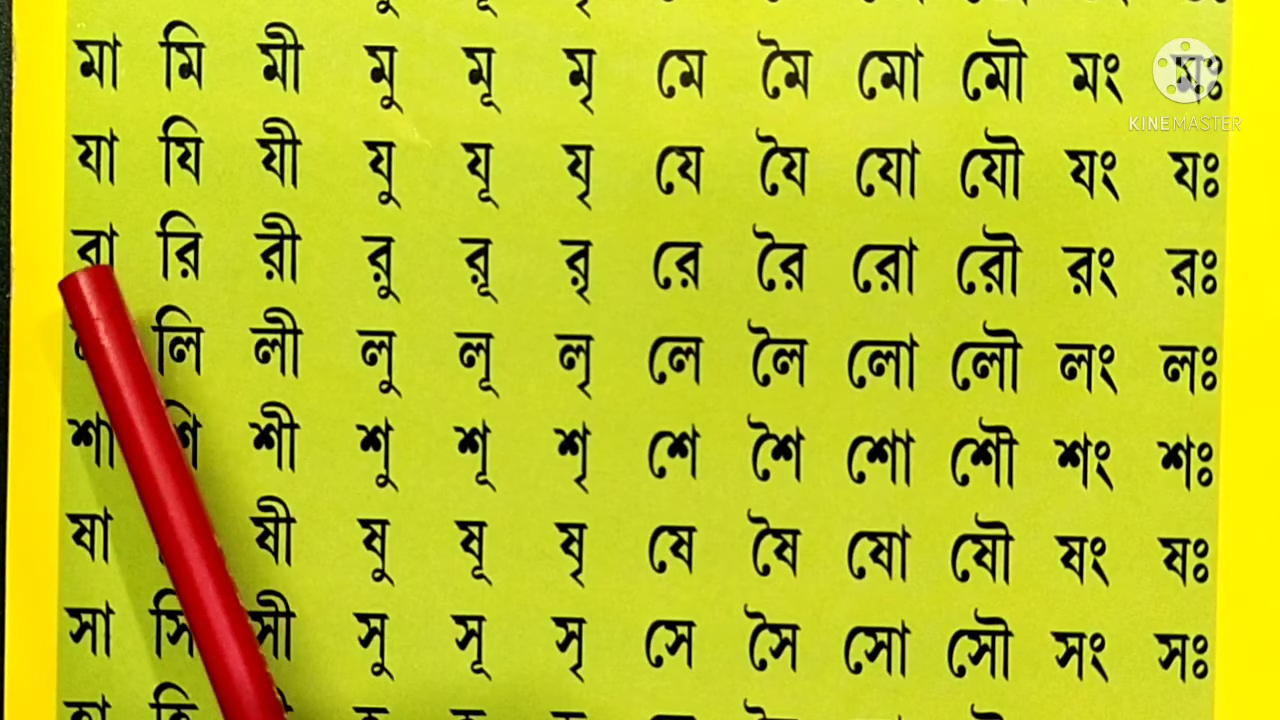 মা মি মী মু মূ মৃ মে মৈ মো মৌ মং মঃ
KINEMASTER
যা যি যী যু যূ যৃ যে যৈ যো যৌ যং যঃ
রা রি রী রু রূ রৃ রে রৈ রো রৌ রং রঃ
লি লী লু লূ লৃ লে লৈ লো লৌ লং লঃ
শা শি শী শু শূ শৃ শে শৈ শো শৌ শং শঃ
ষা ষী ষু ষূ ষৃ ষে ষৈ ষো ষৌ ষং ষঃ
সা সি সী সু সূ সৃ সে সৈ সো সৌ সং সঃ